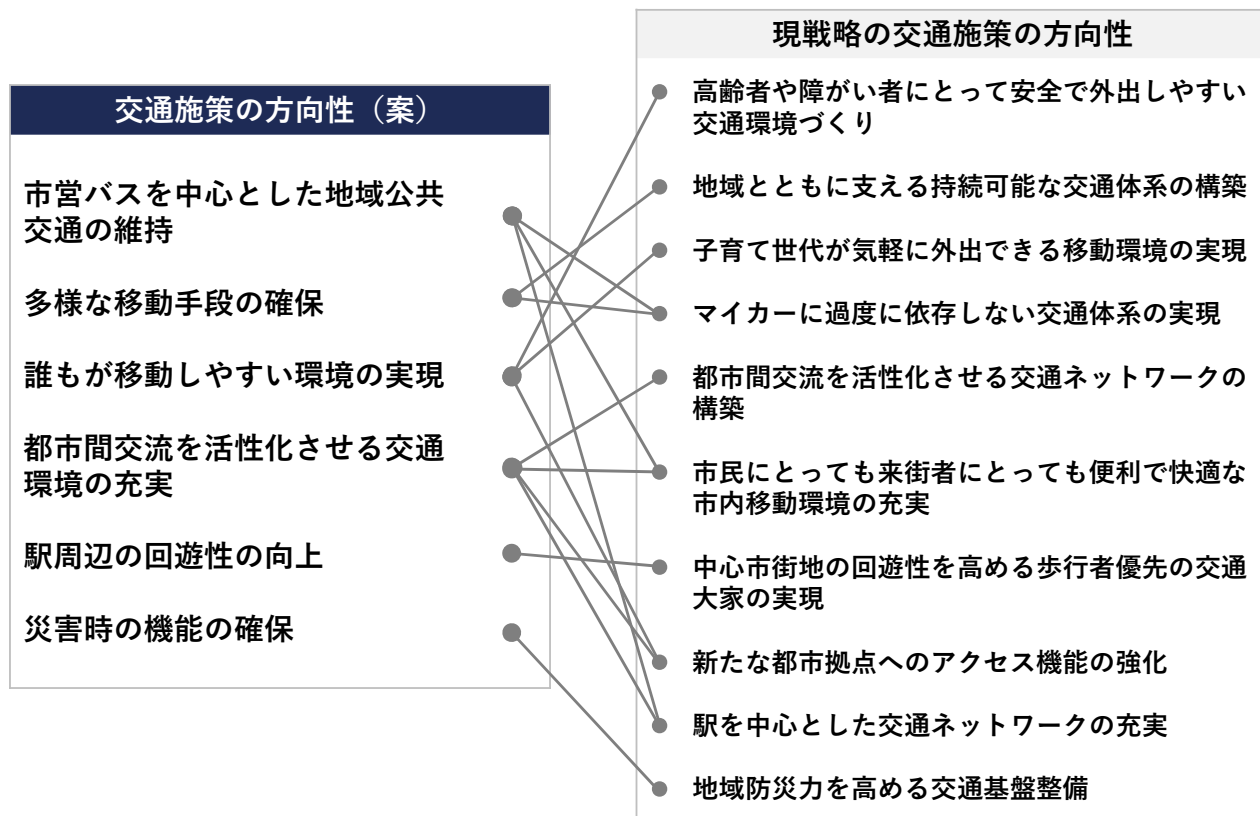 交通施策の方向性（案）
市営バスを中心とした地域公共
交通の維持
多様な移動手段の確保
誰もが移動しやすい環境の実現
都市間交流を活性化させる交通
環境の充実
駅周辺の回遊性の向上
災害時の機能の確保
現戦略の交通施策の方向性
高齢者や障がい者にとって安全で外出しやすい
交通環境づくり
地域とともに支える持続可能な交通体系の構築
子育て世代が気軽に外出できる移動環境の実現
マイカーに過度に依存しない交通体系の実現
都市間交流を活性化させる交通ネットワークの
構築
市民にとっても来街者にとっても便利で快適な
市内移動環境の充実
中心市街地の回遊性を高める歩行者優先の交通
大家の実現
新たな都市拠点へのアクセス機能の強化
駅を中心とした交通ネットワークの充実
地域防災力を高める交通基盤整備